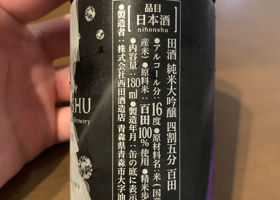 品目
日本酒
nihonshu
田酒 純米大吟醸 四割五分 百田
●アルコール分 16度 ●原材料名:米(国
産米) ●原料米:百田100%使用 ●精米歩
●内容量:180ml ●製造年月:缶の底に表示
●製造者:株式会社西田酒造店 青森県青森市大字油
SHU